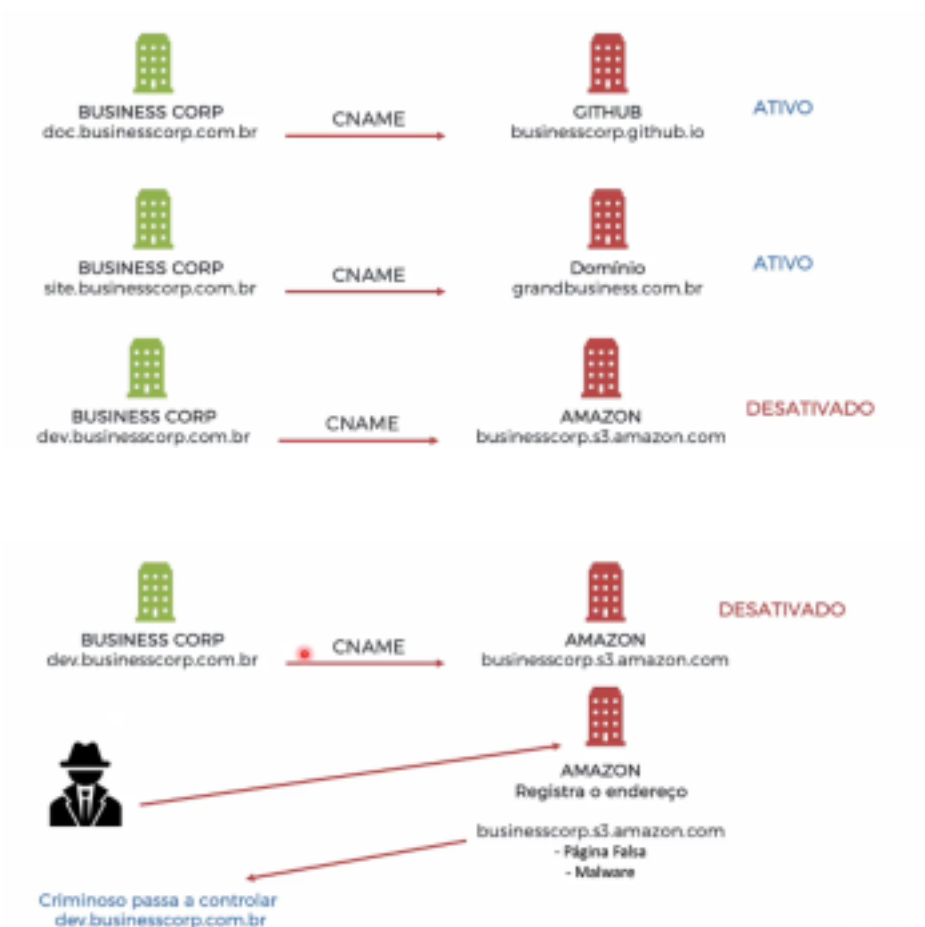 BUSINESS CORP
doc.businesscorp.com.br
CNAME
GITHUB
businesscorp.github.io
ATIVO
BUSINESS CORP
site.businesscorp.com.br
CNAME
Domínio
grandbusiness.com.br
ATIVO
BUSINESS CORP
dev.businesscorp.com.br
CNAME
AMAZON
businesscorp.s3.amazon.com
DESATIVADO
BUSINESS CORP
dev.businesscorp.com.br
CNAME
AMAZON
businesscorp.s3.amazon.com
DESATIVADO
AMAZON
Registra o endereço
businesscorp.s3.amazon.com
- Página Falsa
- Malware
Criminoso passa a controlar
dev.businesscorp.com.br